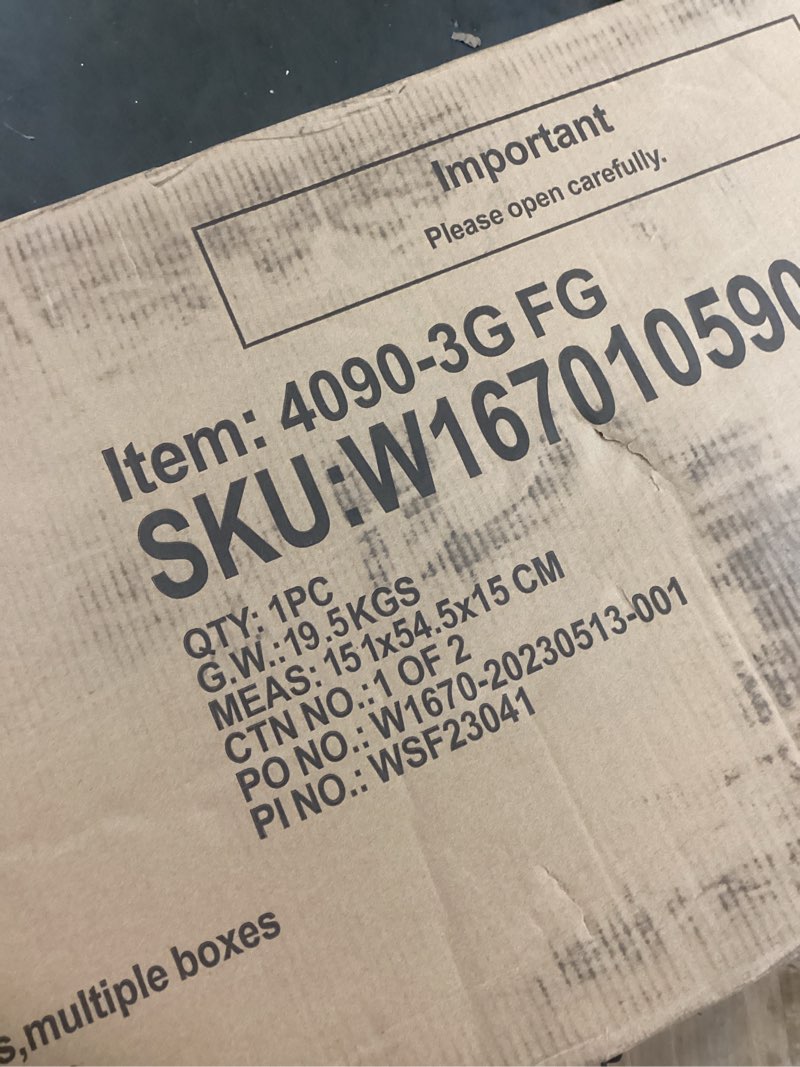 Important
Please open carefully.
Item: 4090-3G FG
SKU:W167010590
QTY: 1PC
G.W.:19.5KGS
MEAS: 151x54.5x15 CM
CTN NO.:1 OF 2
PO NO.: W1670-20230513-001
PI NO.: WSF23041
s,multiple boxes